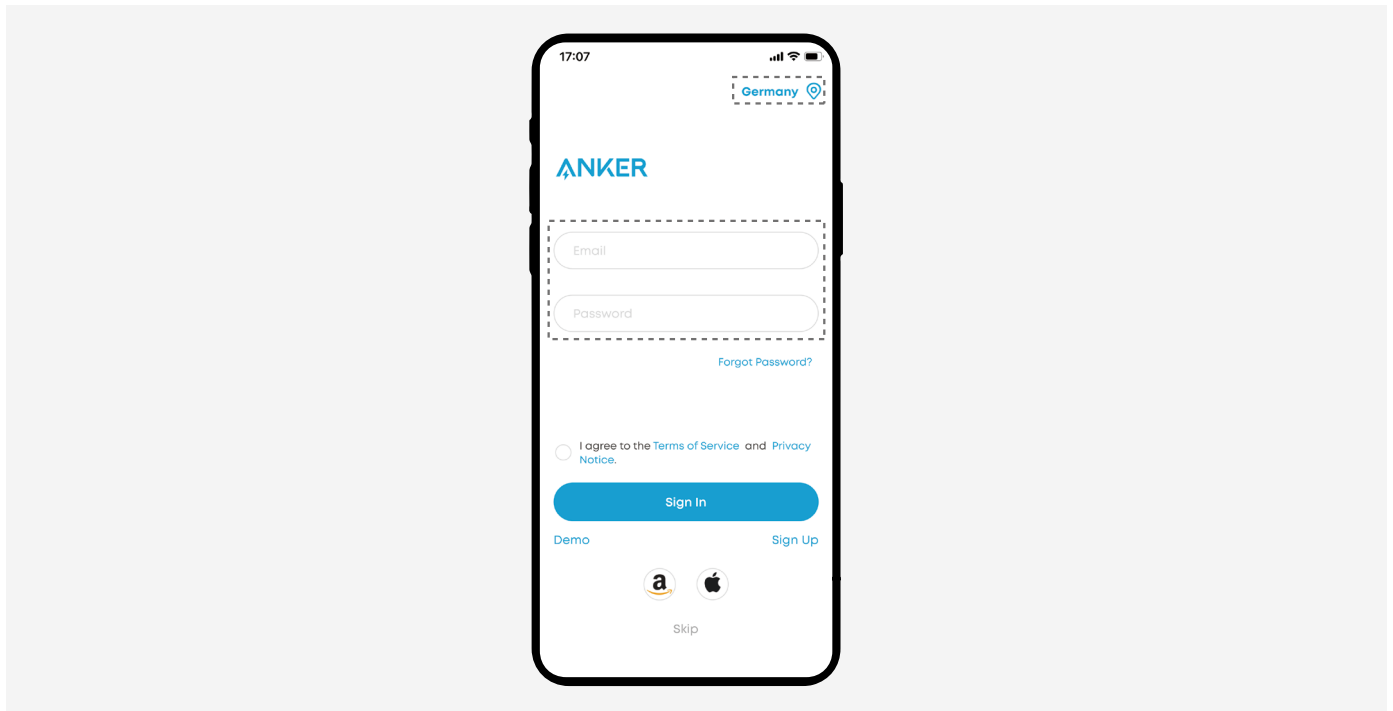 17:07
Germany
ANKER
Email
Password
Forgot Password?
I agree to the Terms of Service and Privacy
Notice.
Sign In
Demo Sign Up
a
Skip